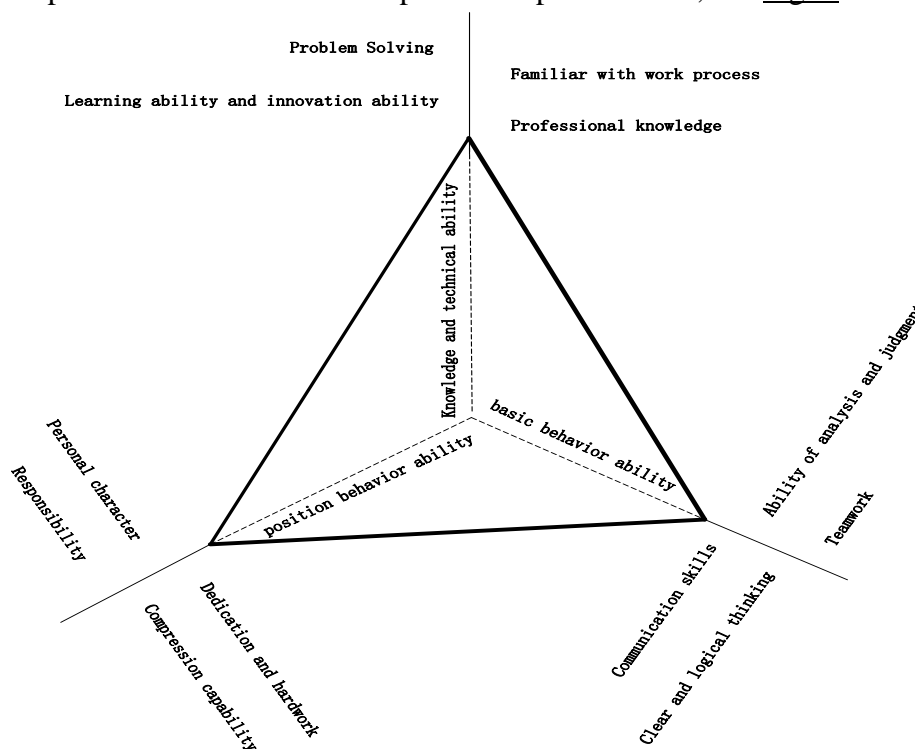 Problem Solving
Familiar with work process
Learning ability and innovation ability
Professional knowledge
Knowledge and technical ability
basic behavior ability
position behavior ability
Ability of analysis and judgment
Teamwork
Personal character
Responsibility
Communication skills
Clear and logical thinking
Dedication and hardwork
Compression capability